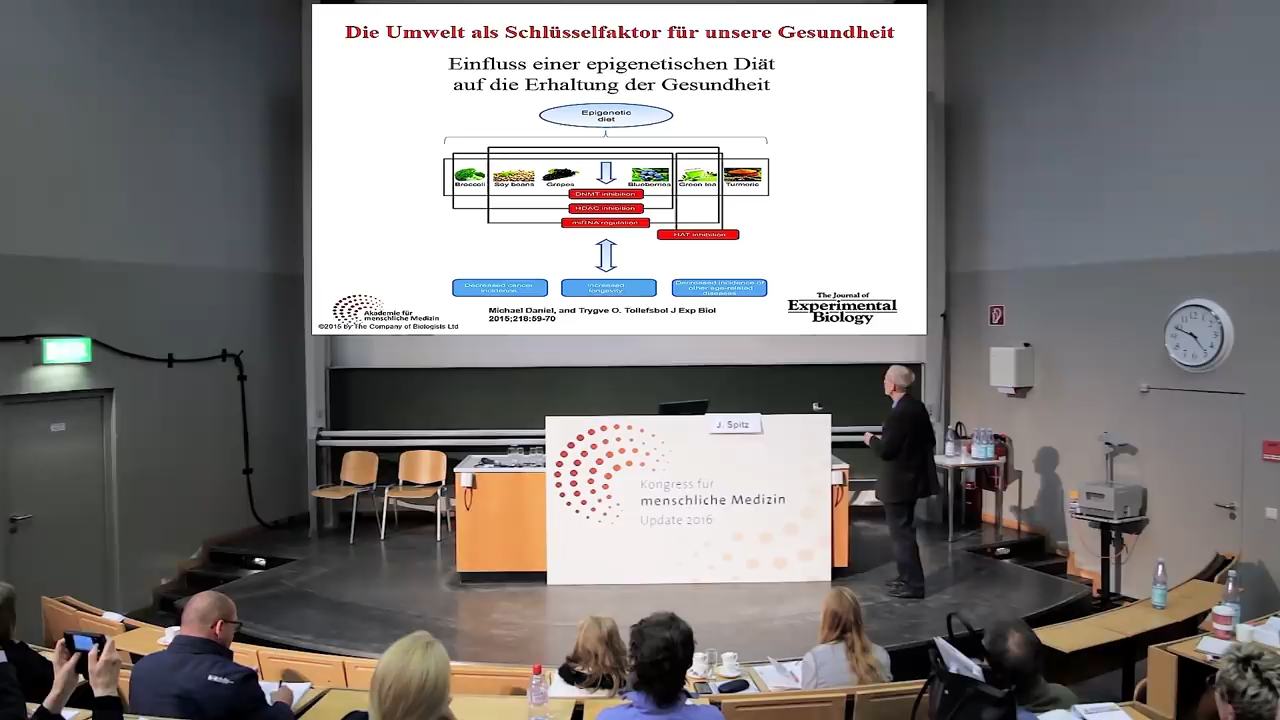 Die Umwelt als Schlüsselfaktor für unsere Gesundheit
Einfluss einer epigenetischen Diät
auf die Erhaltung der Gesundheit
Epigenetic
diet
Broccoli Soy beans Grapes Blueberries Green tea Turmeric
DNMT inhibition
HDAC inhibition
miRNA regulation
HAT inhibition
Decreased cancer
incidence
Increased
longevity
Decreased incidence of
other age-related
diseases
Akademie für
menschliche Medizin
©2015 by The Company of Biologists Ltd
Michael Daniel, and Trygve O. Tollefsbol J Exp Biol
2015;218:59-70
The Journal of
Experimental
Biology
J. Spitz
Kongress für
menschliche Medizin
Update 2016